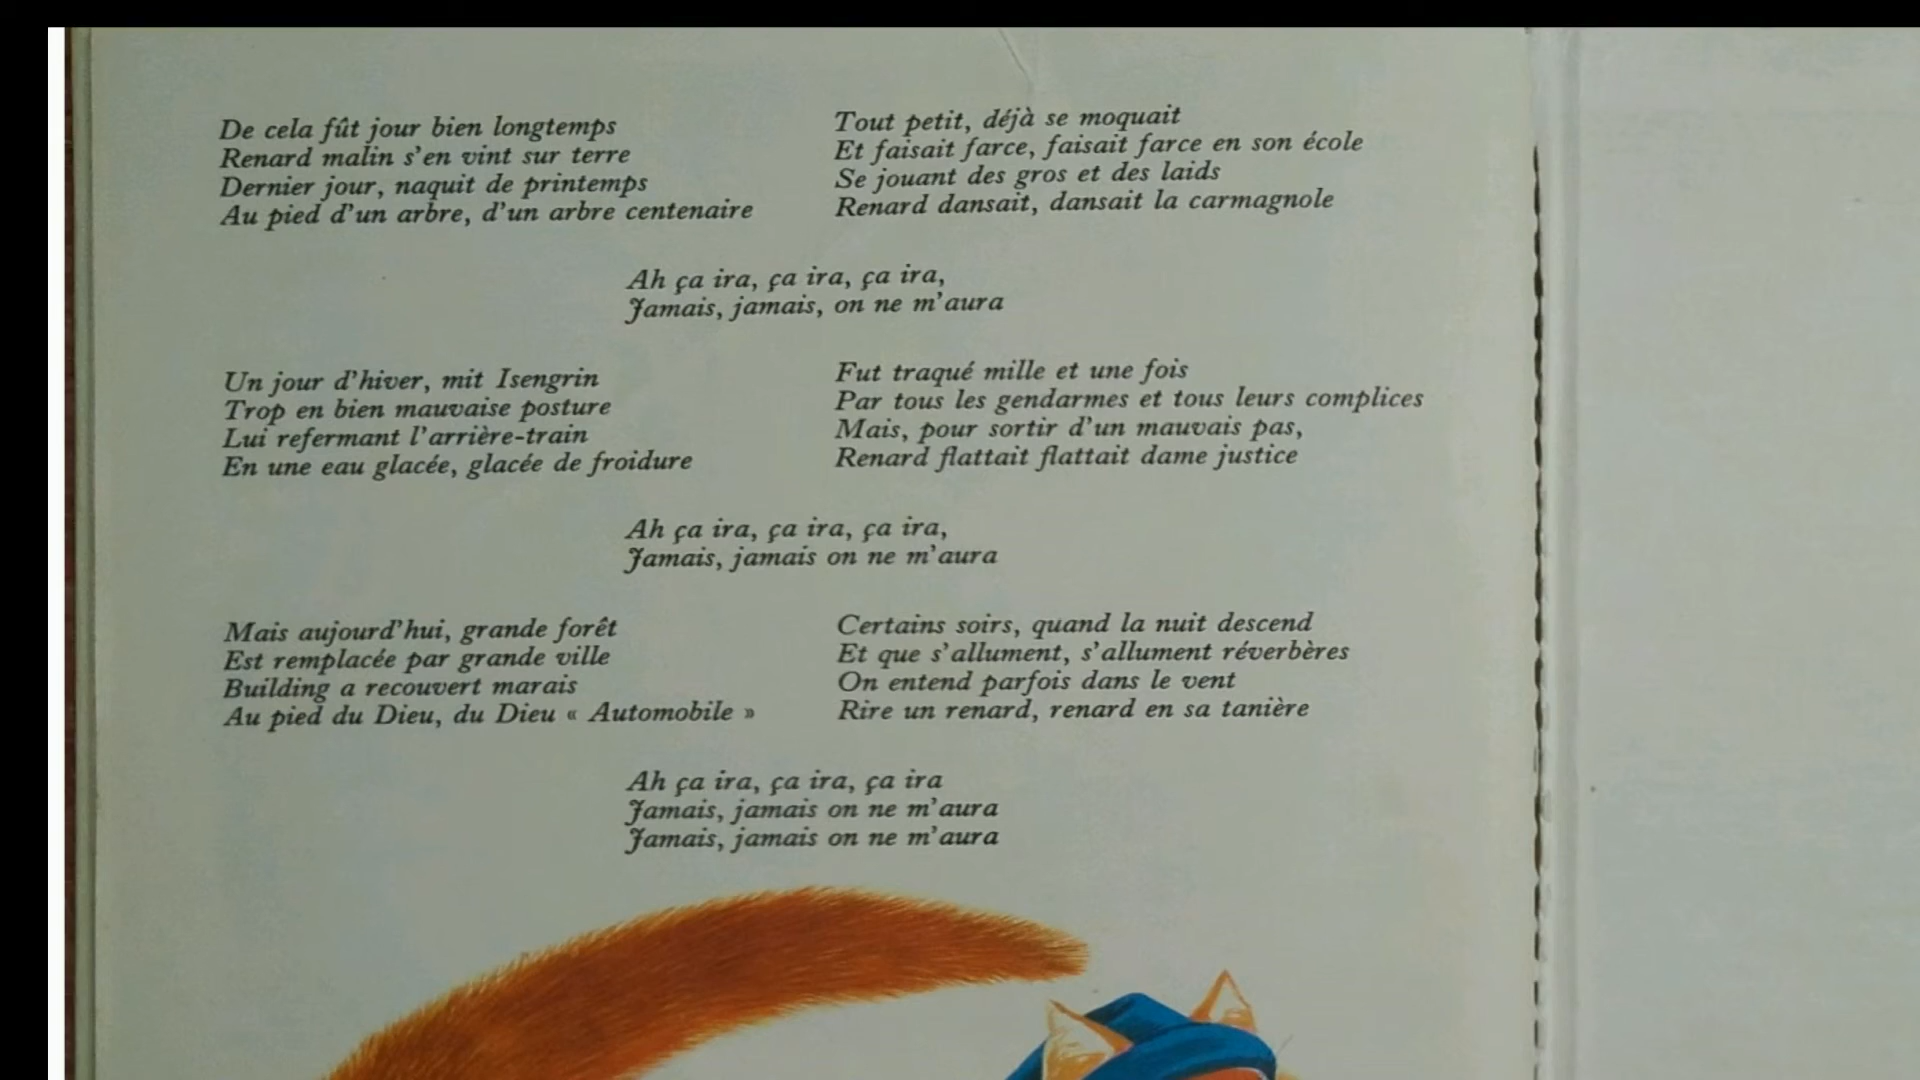 De cela fût jour bien longtemps
Renard malin s'en vint sur terre
Dernier jour, naquit de printemps
Au pied d'un arbre, d'un arbre centenaire
Tout petit, déjà se moquait
Et faisait farce, faisait farce en son école
Se jouant des gros et des laids
Renard dansait, dansait la carmagnole
Ah ça ira, ça ira, ça ira,
Jamais, jamais, on ne m'aura
Un jour d'hiver, mit Isengrin
Trop en bien mauvaise posture
Lui refermant l'arrière-train
En une eau glacée, glacée de froidure
Fut traqué mille et une fois
Par tous les gendarmes et tous leurs complices
Mais, pour sortir d'un mauvais pas,
Renard flattait flattait dame justice
Ah ça ira, ça ira, ça ira,
Jamais, jamais on ne m'aura
Mais aujourd'hui, grande forêt
Est remplacée par grande ville
Building a recouvert marais
Au pied du Dieu, du Dieu « Automobile »
Certains soirs, quand la nuit descend
Et que s'allument, s'allument réverbères
On entend parfois dans le vent
Rire un renard, renard en sa tanière
Ah ça ira, ça ira, ça ira
Jamais, jamais on ne m'aura
Jamais, jamais on ne m'aura